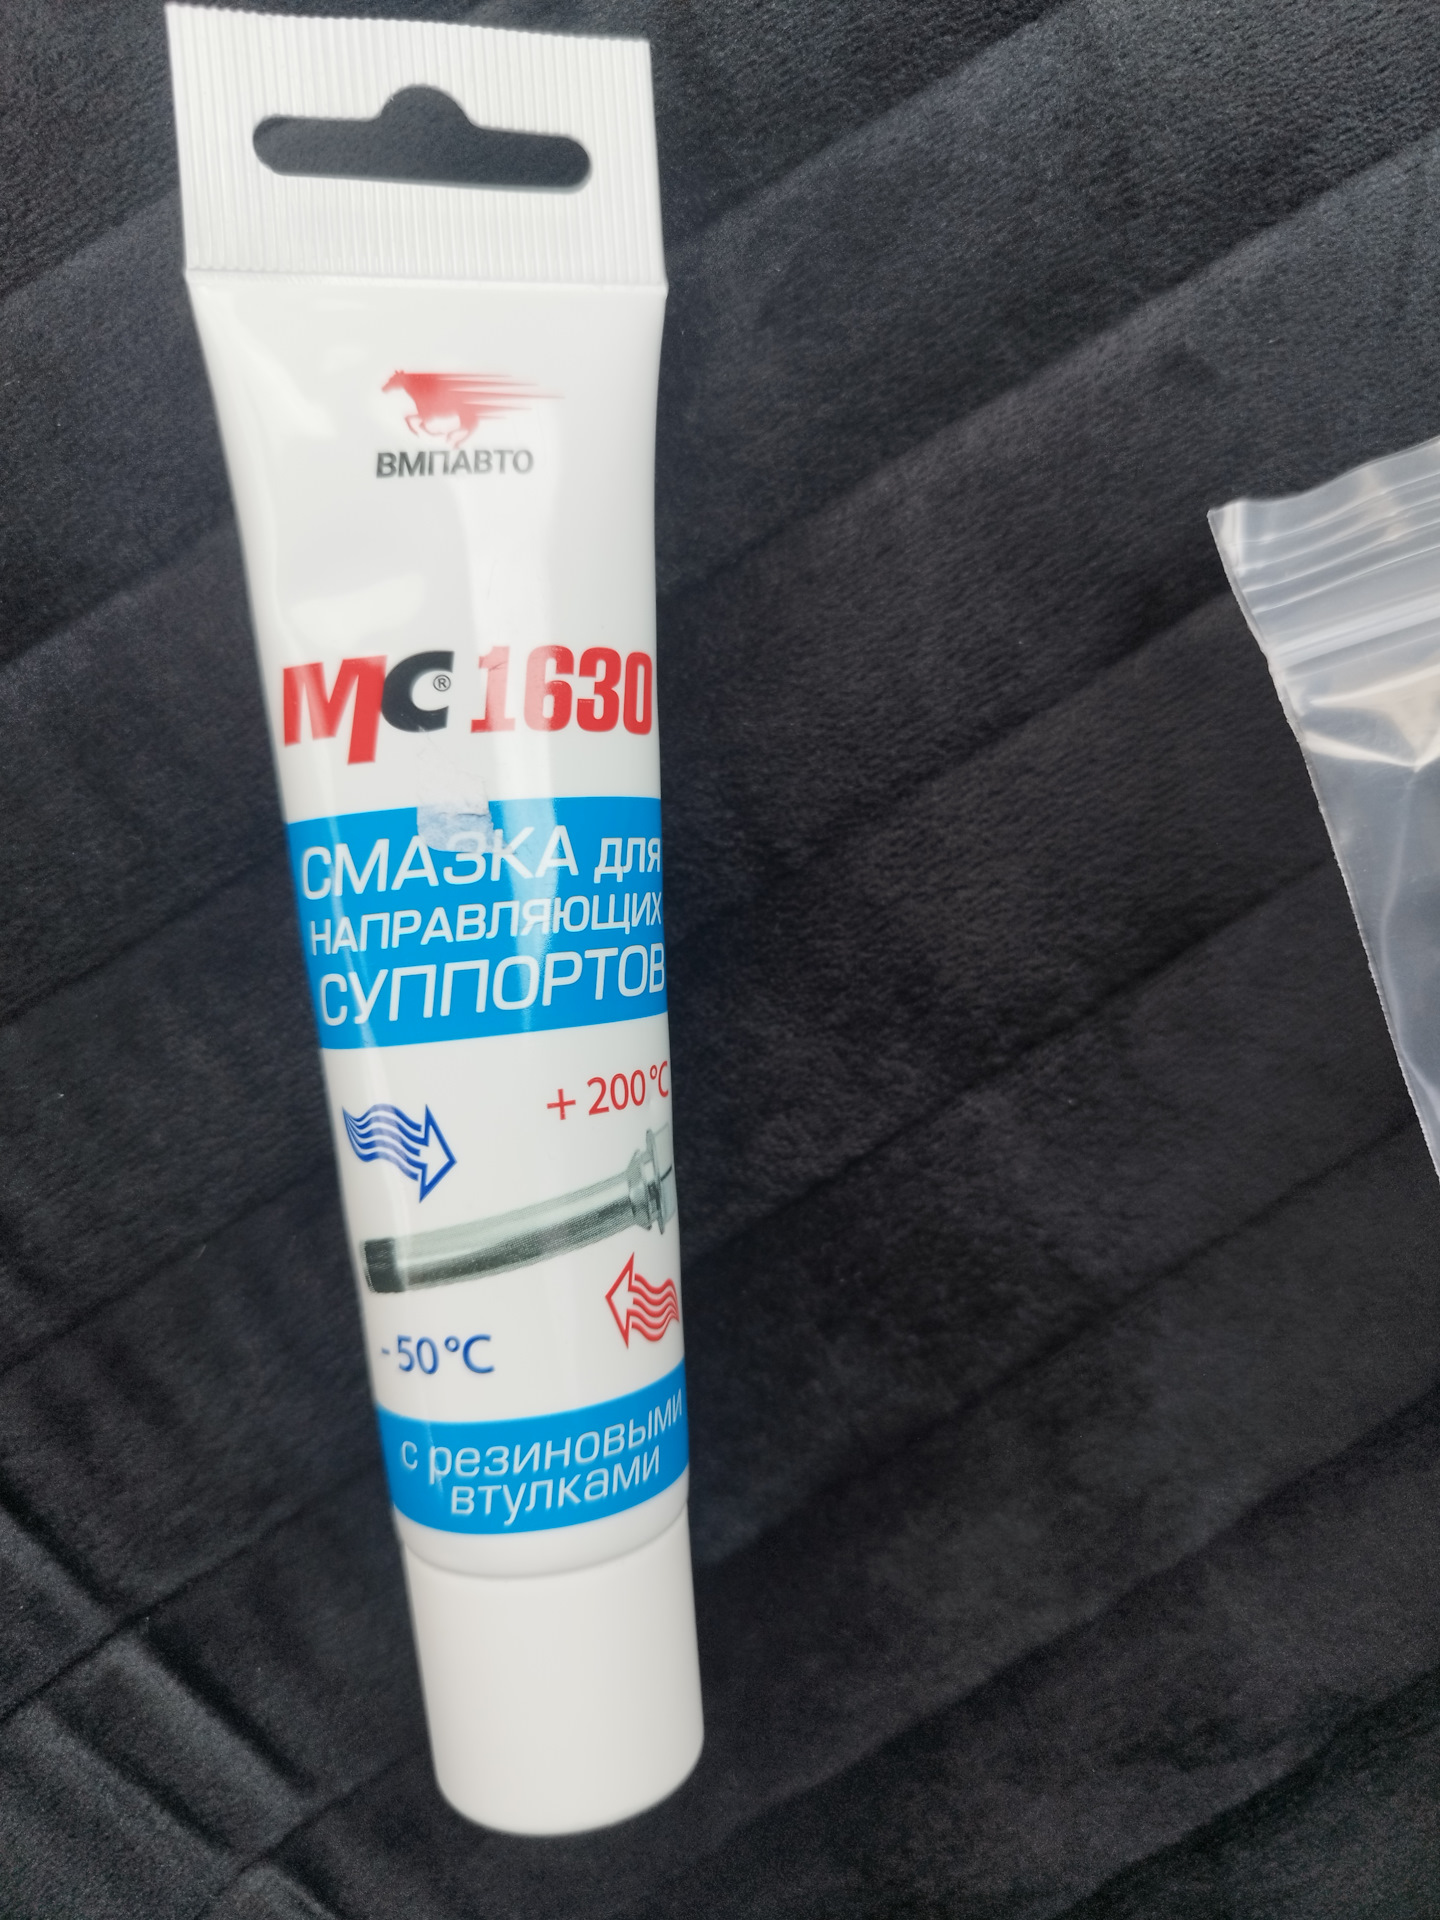 ВМПАВТО
МС® 1630
СМАЗКА для
НАПРАВЛЯЮЩИХ
СУППОРТОВ
+ 200 °С
- 50 °С
с резиновыми
втулками